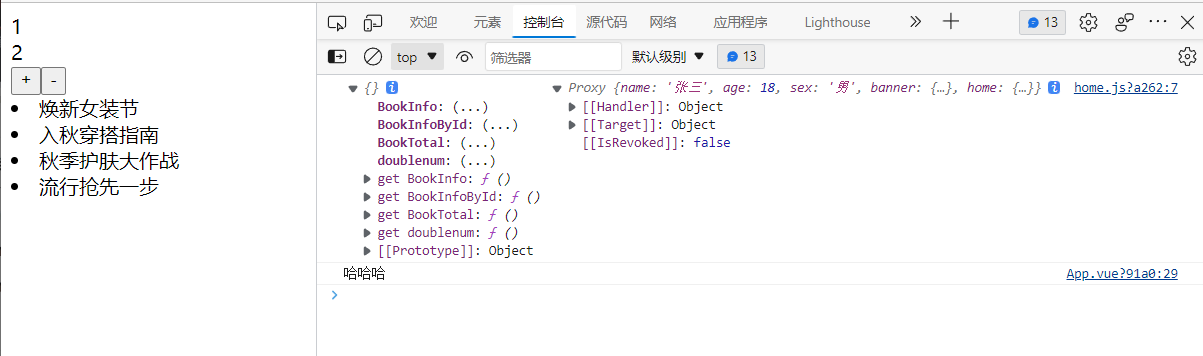 1
2
+ -
• 焕新女装节
• 入秋穿搭指南
• 秋季护肤大作战
• 流行抢先一步
欢迎 元素 控制台 源代码 网络 应用程序 Lighthouse 13
top 筛选器 默认级别 13
{} i Proxy {name: '张三', age: 18, sex: '男', banner: {…}, home: {…}} i home.js?a262:7
BookInfo: (...) [[Handler]]: Object
BookInfoById: (...) [[Target]]: Object
BookTotal: (...) [[IsRevoked]]: false
doublenum: (...)
get BookInfo: ƒ ()
get BookInfoById: ƒ ()
get BookTotal: ƒ ()
get doublenum: ƒ ()
[[Prototype]]: Object
哈哈哈 App.vue?91a0:29